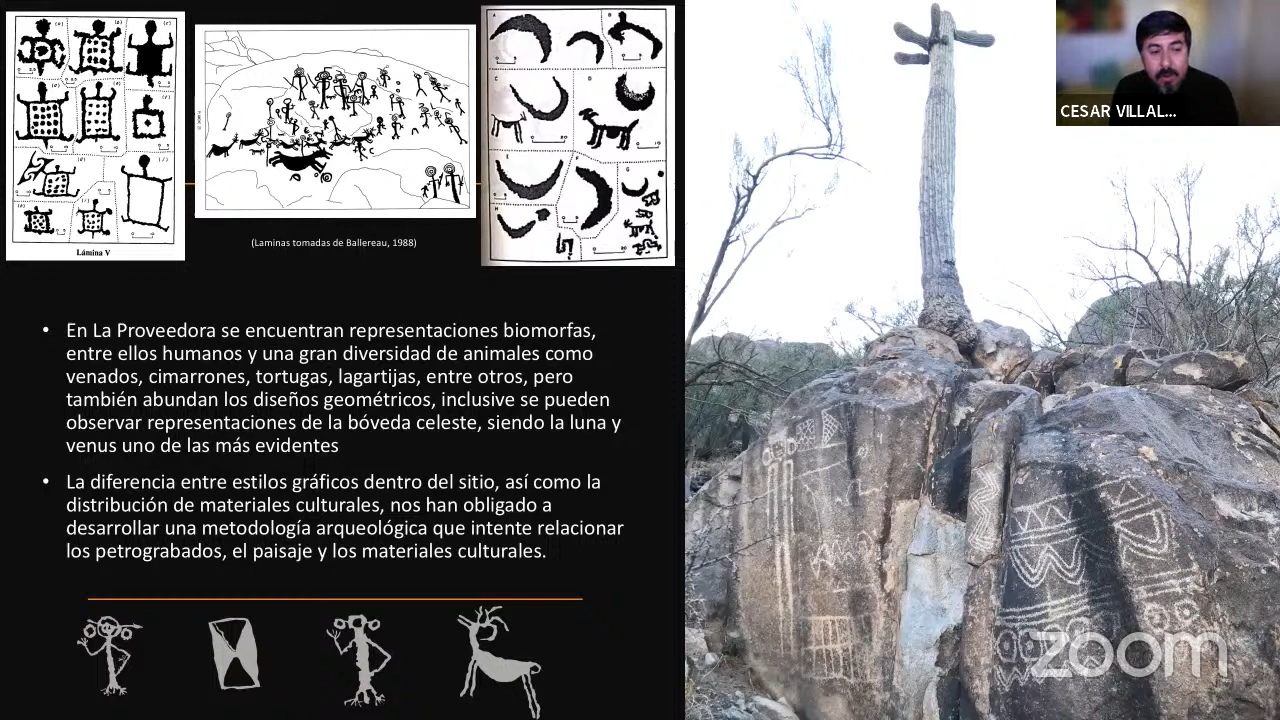 CESAR VILLAL...
Lámina V
(Laminas tomadas de Ballereau, 1988)
• En La Proveedora se encuentran representaciones biomorfas,
entre ellos humanos y una gran diversidad de animales como
venados, cimarrones, tortugas, lagartijas, entre otros, pero
también abundan los diseños geométricos, inclusive se pueden
observar representaciones de la bóveda celeste, siendo la luna y
venus uno de las más evidentes
• La diferencia entre estilos gráficos dentro del sitio, así como la
distribución de materiales culturales, nos han obligado a
desarrollar una metodología arqueológica que intente relacionar
los petrograbados, el paisaje y los materiales culturales.
zoom